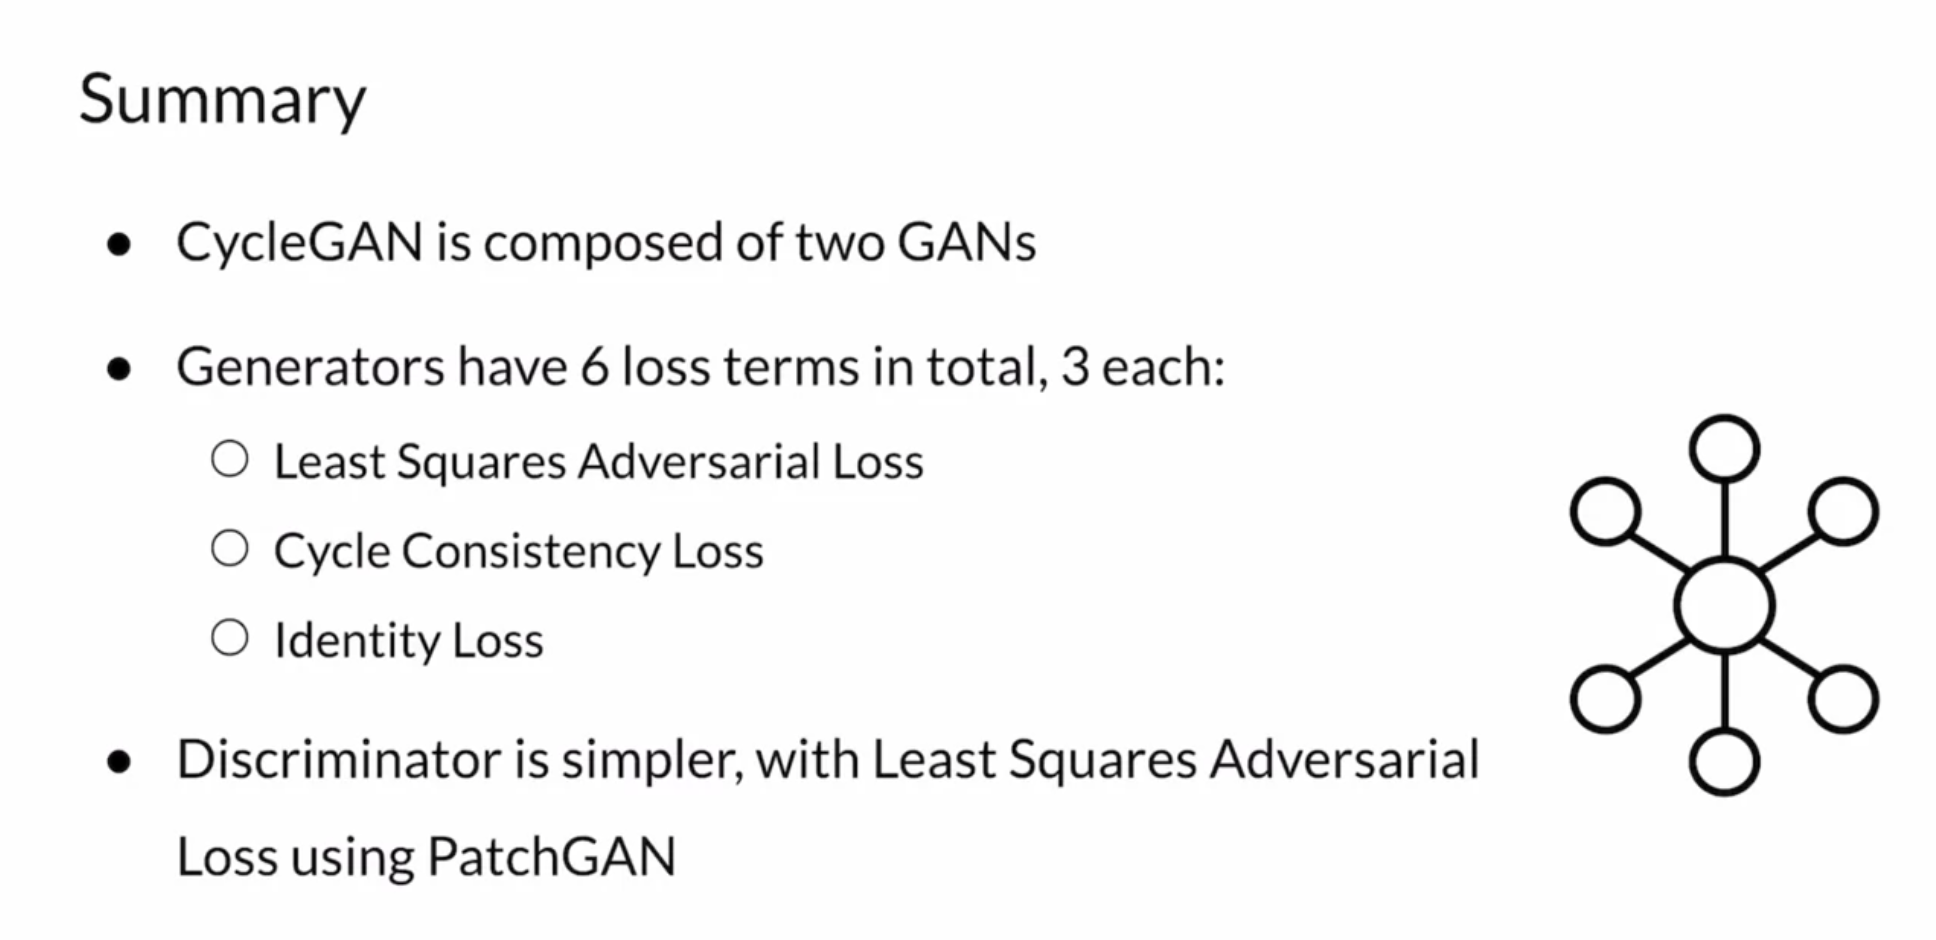 Summary
● CycleGAN is composed of two GANs
● Generators have 6 loss terms in total, 3 each:
○ Least Squares Adversarial Loss
○ Cycle Consistency Loss
○ Identity Loss
● Discriminator is simpler, with Least Squares Adversarial
Loss using PatchGAN